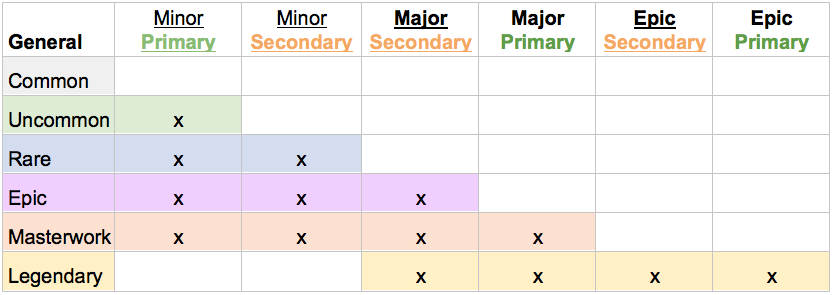 General Minor Primary Minor Secondary Major Secondary Major Primary Epic Secondary Epic Primary
Common
Uncommon x
Rare x x
Epic x x x
Masterwork x x x x
Legendary x x x x